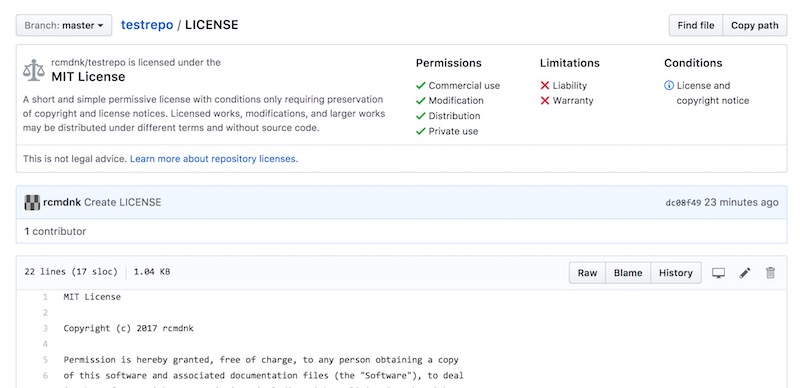 Branch: master
testrepo / LICENSE
Find file
Copy path
rcmdnk/testrepo is licensed under the
MIT License
A short and simple permissive license with conditions only requiring preservation
of copyright and license notices. Licensed works, modifications, and larger works
may be distributed under different terms and without source code.
Permissions
Commercial use
Modification
Distribution
Private use
Limitations
Liability
Warranty
Conditions
License and
copyright notice
This is not legal advice. Learn more about repository licenses.
rcmdnk Create LICENSE
dc08f49 23 minutes ago
1 contributor
22 lines (17 sloc) 1.04 KB
Raw
Blame
History
1 MIT License
2
3 Copyright (c) 2017 rcmdnk
4
5 Permission is hereby granted, free of charge, to any person obtaining a copy
6 of this software and associated documentation files (the "Software"), to deal